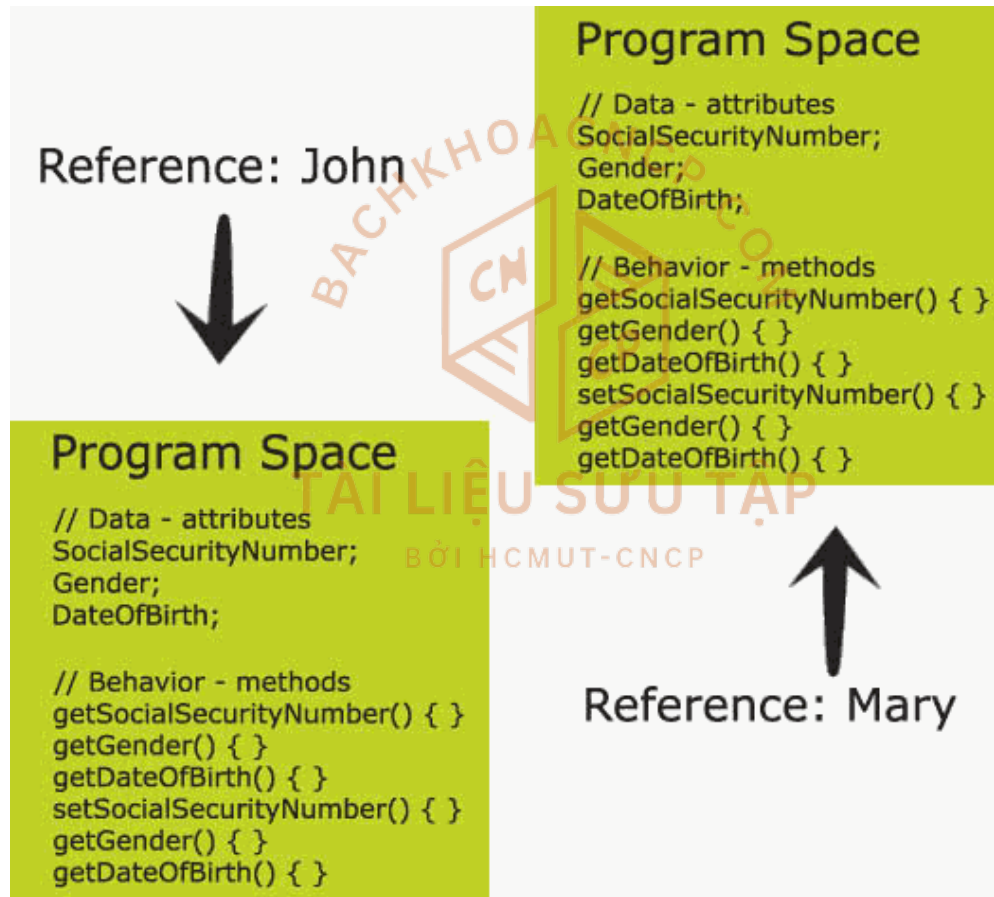 Reference: John
Program Space
// Data - attributes
SocialSecurityNumber;
Gender;
DateOfBirth;
// Behavior - methods
getSocialSecurityNumber() { }
getGender() { }
getDateOfBirth() { }
setSocialSecurityNumber() { }
getGender() { }
getDateOfBirth() { }
Program Space
// Data - attributes
SocialSecurityNumber;
Gender;
DateOfBirth;
// Behavior - methods
getSocialSecurityNumber() { }
getGender() { }
getDateOfBirth() { }
setSocialSecurityNumber() { }
getGender() { }
getDateOfBirth() { }
Reference: Mary
BACHKHOACNCP.COM
CN
CP
TÀI LIỆU SƯU TẬP
BỞI HCMUT-CNCP